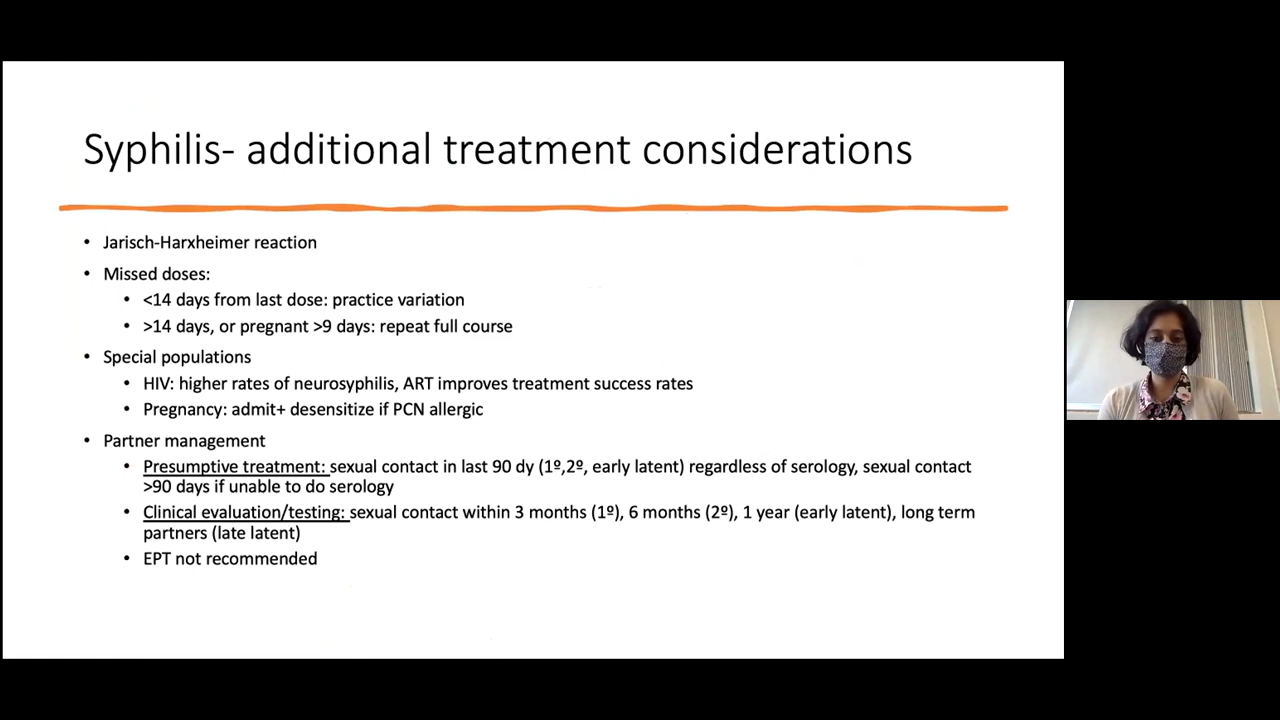 Syphilis- additional treatment considerations
• Jarisch-Harxheimer reaction
• Missed doses:
• <14 days from last dose: practice variation
• >14 days, or pregnant >9 days: repeat full course
• Special populations
• HIV: higher rates of neurosyphilis, ART improves treatment success rates
• Pregnancy: admit+ desensitize if PCN allergic
• Partner management
• Presumptive treatment: sexual contact in last 90 dy (1º,2º, early latent) regardless of serology, sexual contact
>90 days if unable to do serology
• Clinical evaluation/testing: sexual contact within 3 months (1º), 6 months (2º), 1 year (early latent), long term
partners (late latent)
• EPT not recommended